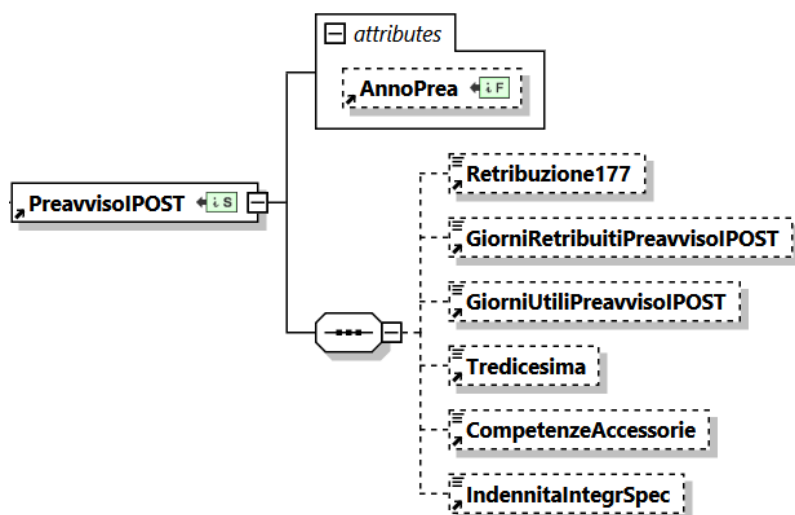 attributes
AnnoPrea i F
PreavvisoIPOST i S
Retribuzione177
GiorniRetribuitiPreavvisoIPOST
GiorniUtiliPreavvisoIPOST
Tredicesima
CompetenzeAccessorie
IndennitaIntegrSpec